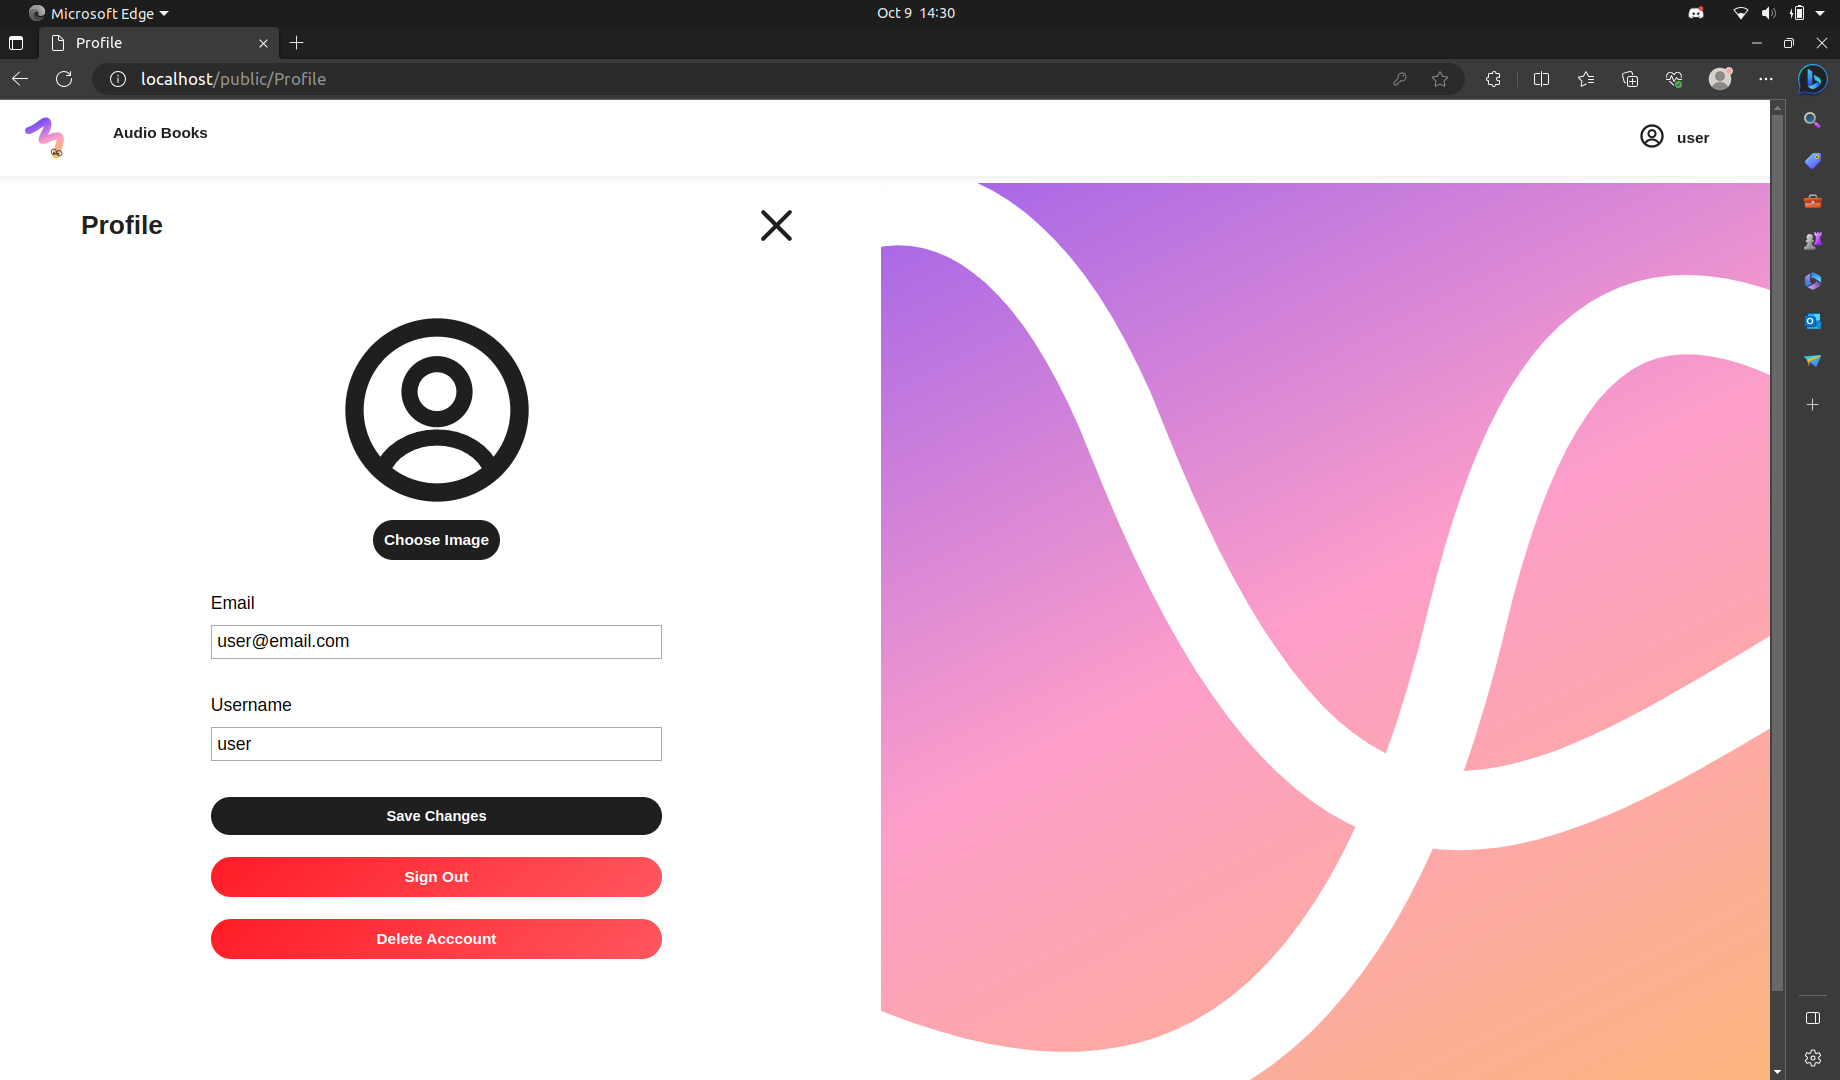 Microsoft Edge
Oct 9 14:30
Profile
localhost/public/Profile
Audio Books
user
Profile
Choose Image
Email
user@email.com
Username
user
Save Changes
Sign Out
Delete Acccount